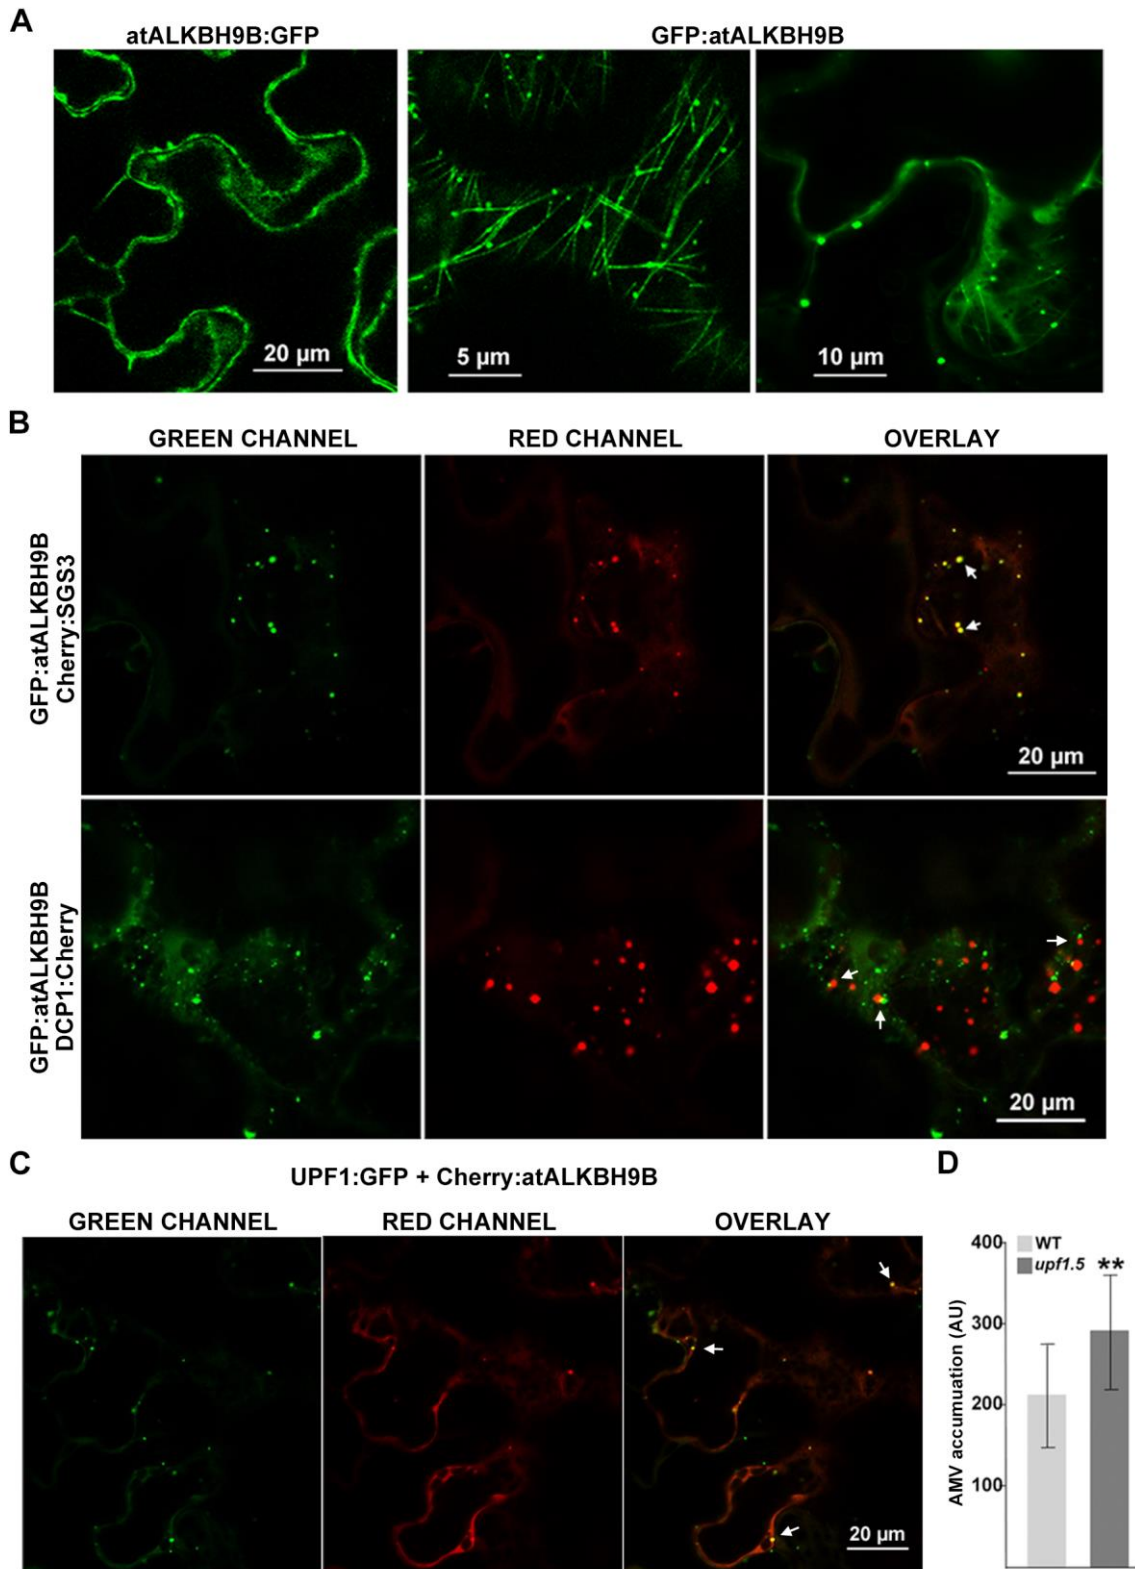 A
atALKBH9B:GFP
GFP:atALKBH9B
20 µm
5 µm
10 µm
B
GREEN CHANNEL
RED CHANNEL
OVERLAY
GFP:atALKBH9B
Cherry:SGS3
20 µm
GFP:atALKBH9B
DCP1:Cherry
20 µm
C
UPF1:GFP + Cherry:atALKBH9B
GREEN CHANNEL
RED CHANNEL
OVERLAY
20 µm
D
AMV accumuation (AU)
400
300
200
100
WT
upf1.5
**